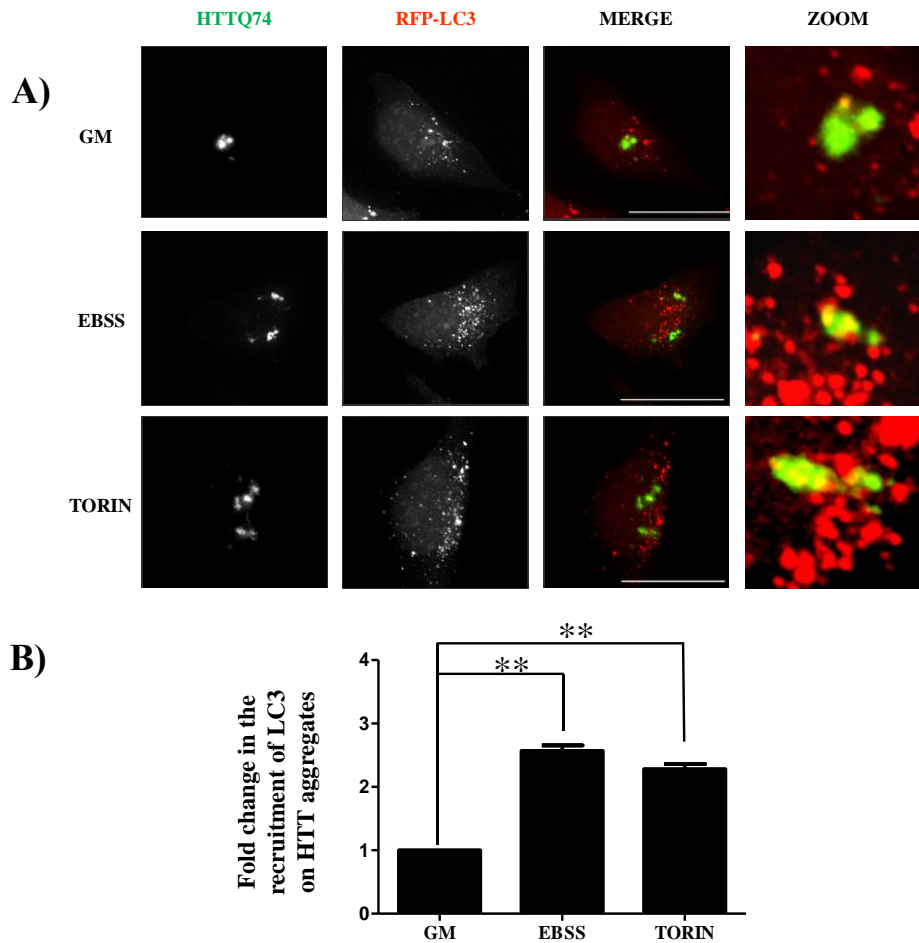 HTTQ74 RFP-LC3 MERGE ZOOM
A)
GM
EBSS
TORIN
B)
Fold change in the
recruitment of LC3
on HTT aggregates
4
3
2
1
0
**
**
GM EBSS TORIN